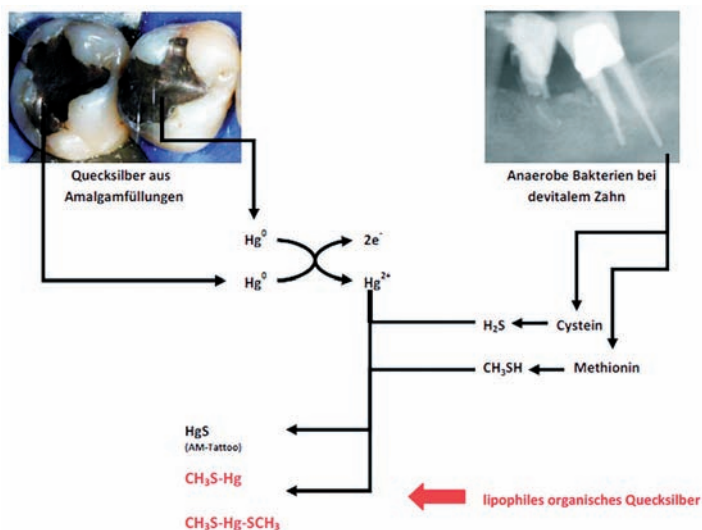 Quecksilber aus
Amalgamfüllungen
Anaerobe Bakterien bei
devitalem Zahn
Hg⁰ 2e⁻
Hg⁰ Hg²⁺
H₂S Cystein
CH₃SH Methionin
HgS
(AM-Tattoo)
CH₃S-Hg
lipophiles organisches Quecksilber
CH₃S-Hg-SCH₃